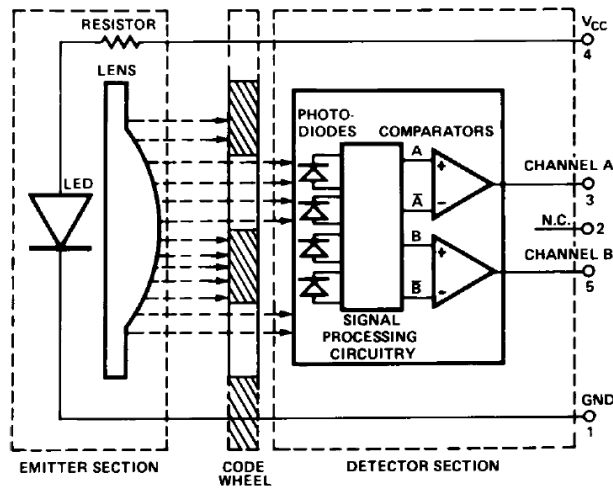 RESISTOR
VCC
4
LENS
PHOTO-
DIODES
COMPARATORS
A
+
CHANNEL A
3
LED
A̅
−
N.C.
2
B
+
CHANNEL B
5
B̅
-
SIGNAL
PROCESSING
CIRCUITRY
GND
1
EMITTER SECTION
CODE
WHEEL
DETECTOR SECTION